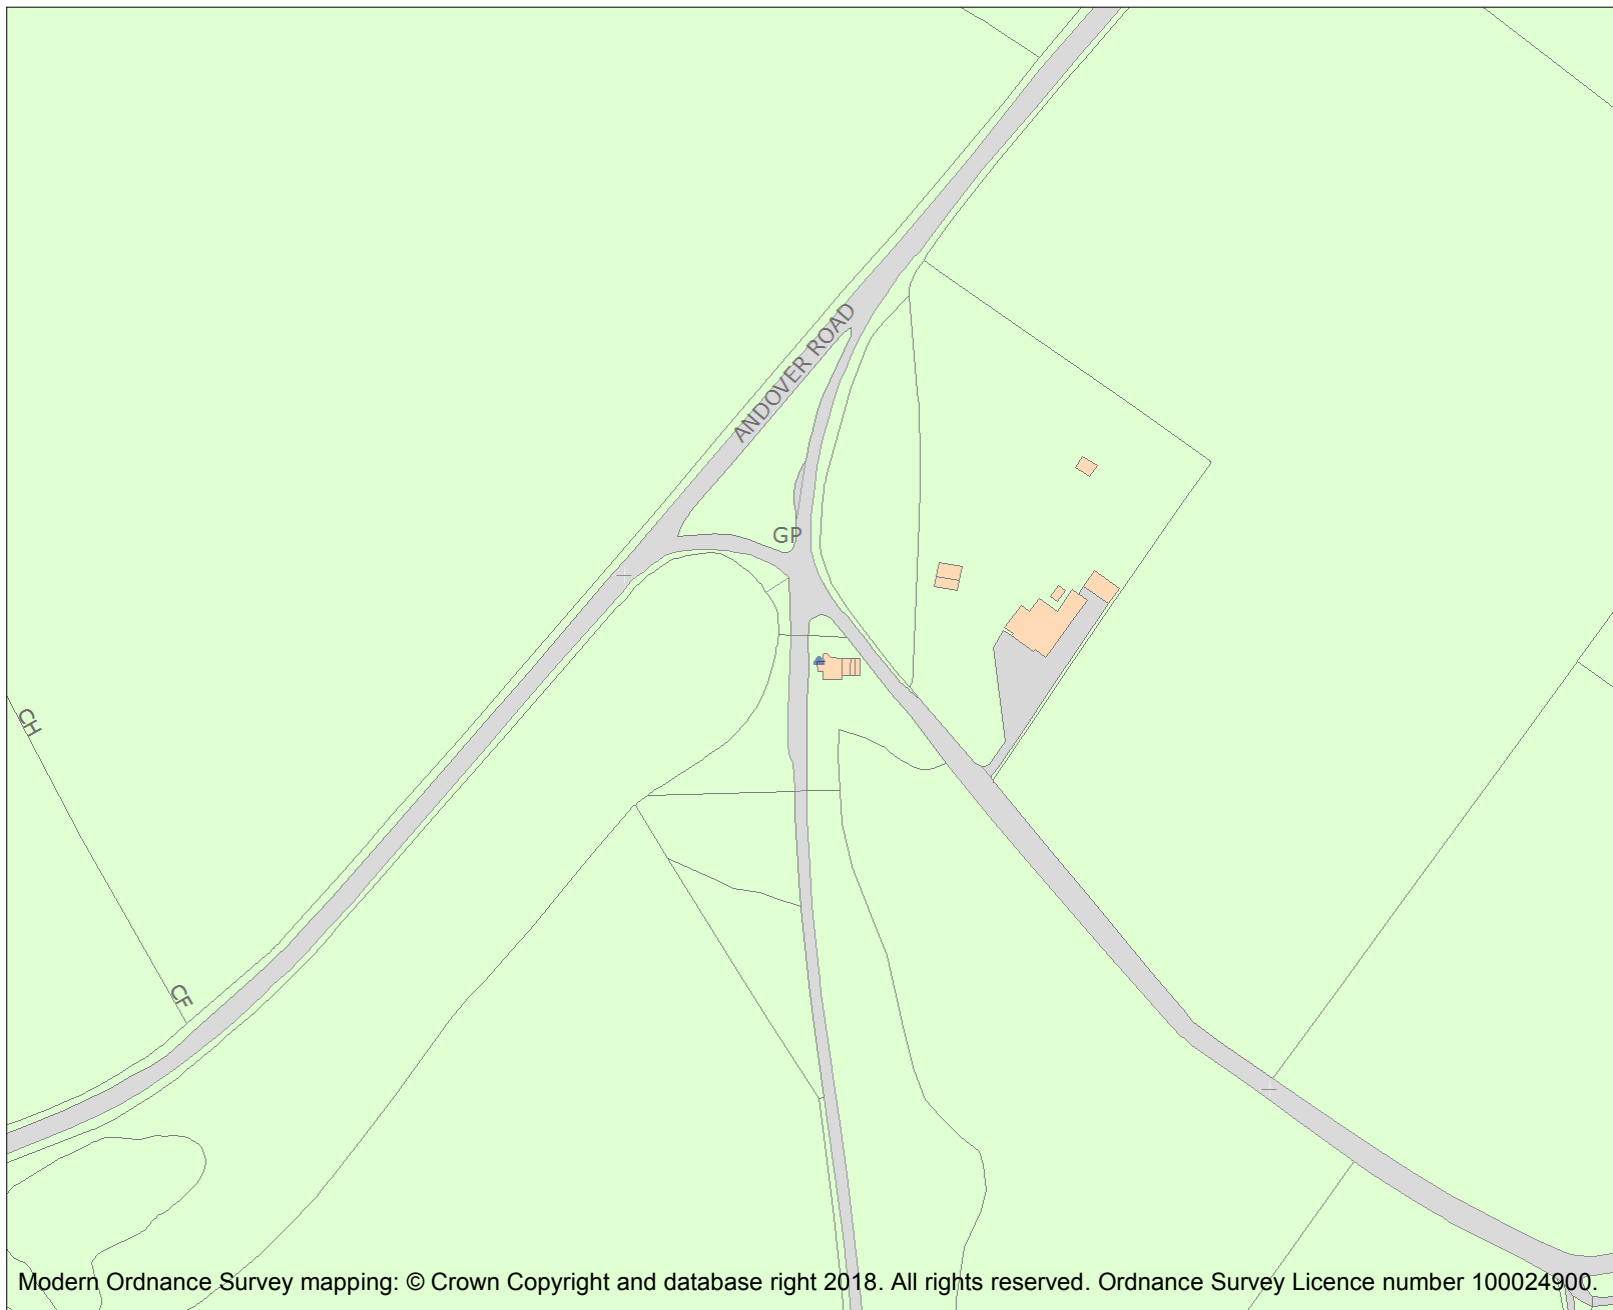 ANDOVER ROAD
GP
CH
CF
Modern Ordnance Survey mapping: © Crown Copyright and database right 2018. All rights reserved. Ordnance Survey Licence number 100024900.